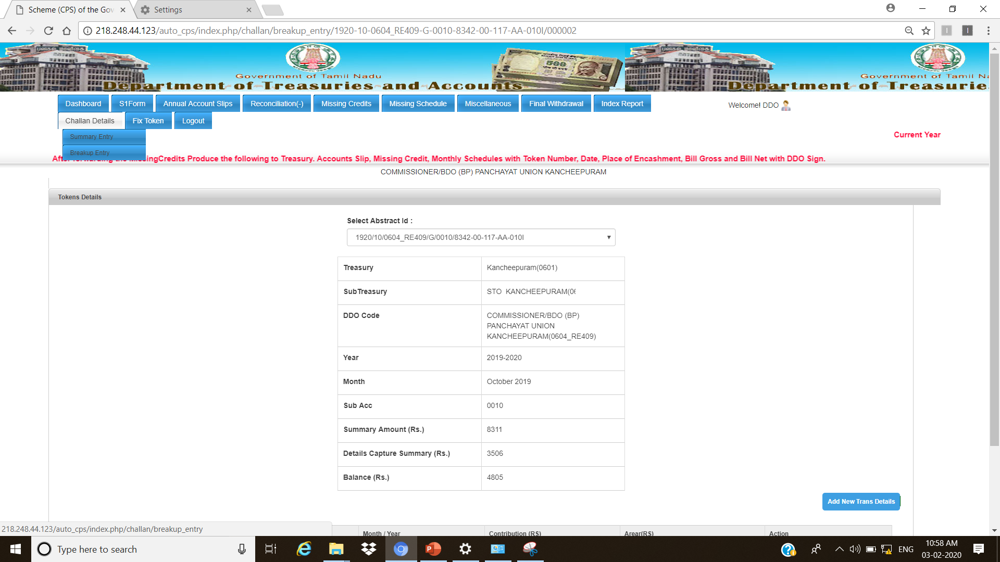 Scheme (CPS) of the Gov
Settings
218.248.44.123/auto_cps/index.php/challan/breakup_entry/1920-10-0604_RE409-G-0010-8342-00-117-AA-010I/000002
Government of Tamil Nadu
Department of Treasuries and Accounts
Government of Tamil Na
Department of Treasurie
Dashboard
S1Form
Annual Account Slips
Reconciliation(-)
Missing Credits
Missing Schedule
Miscellaneous
Final Withdrawal
Index Report
Welcome! DDO
Challan Details
Fix Token
Logout
Summary Entry
Current Year
Breakup Entry
After forwarding the MissingCredits Produce the following to Treasury. Accounts Slip, Missing Credit, Monthly Schedules with Token Number, Date, Place of Encashment, Bill Gross and Bill Net with DDO Sign.
COMMISSIONER/BDO (BP) PANCHAYAT UNION KANCHEEPURAM
Tokens Details
Select Abstract Id :
1920/10/0604_RE409/G/0010/8342-00-117-AA-010I
Treasury
Kancheepuram(0601)
SubTreasury
STO KANCHEEPURAM(06
DDO Code
COMMISSIONER/BDO (BP)
PANCHAYAT UNION
KANCHEEPURAM(0604_RE409)
Year
2019-2020
Month
October 2019
Sub Acc
0010
Summary Amount (Rs.)
8311
Details Capture Summary (Rs.)
3506
Balance (Rs.)
4805
Add New Trans Details
218.248.44.123/auto_cps/index.php/challan/breakup_entry
Month / Year
Contribution (RS)
Arear(RS)
Action
Type here to search
ENG
10:58 AM
03-02-2020